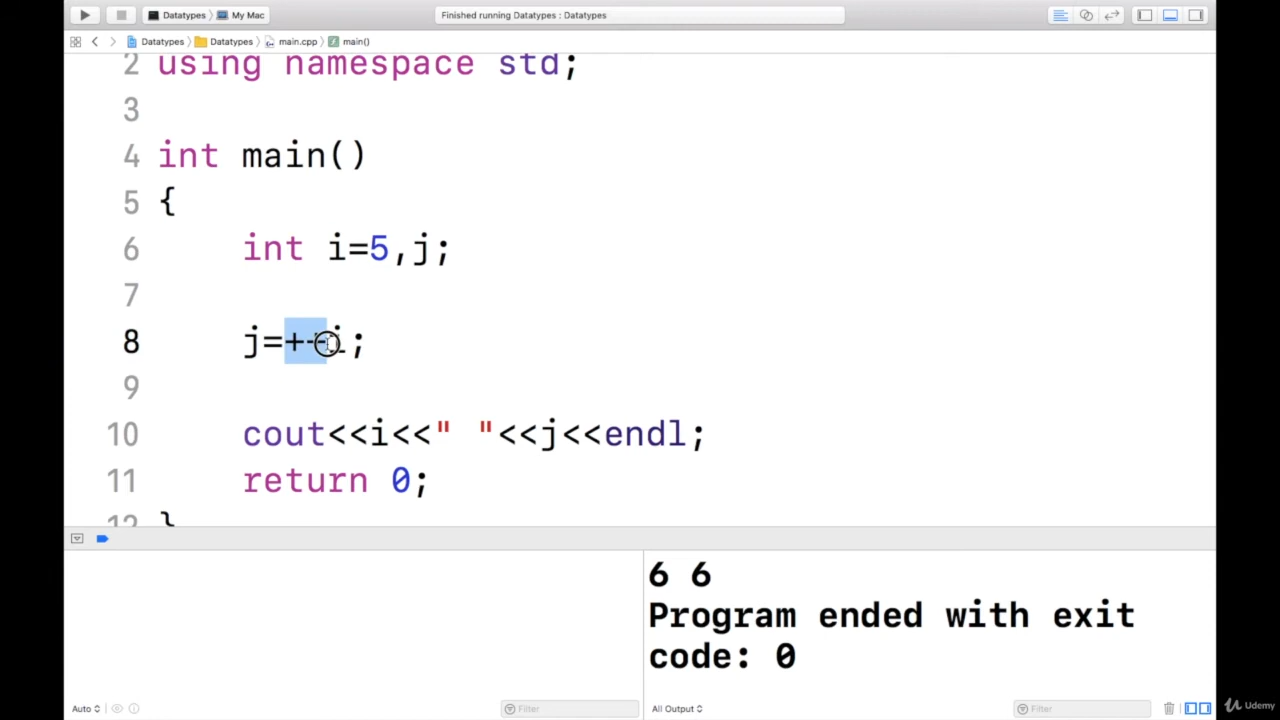 Datatypes My Mac Finished running Datatypes : Datatypes
Datatypes Datatypes main.cpp main()
2 using namespace std;
3
4 int main()
5 {
6 int i=5,j;
7
8 j=++i;
9
10 cout<<i<<" "<<j<<endl;
11 return 0;
12 }
6 6
Program ended with exit
code: 0
Auto Filter All Output Filter
Udemy